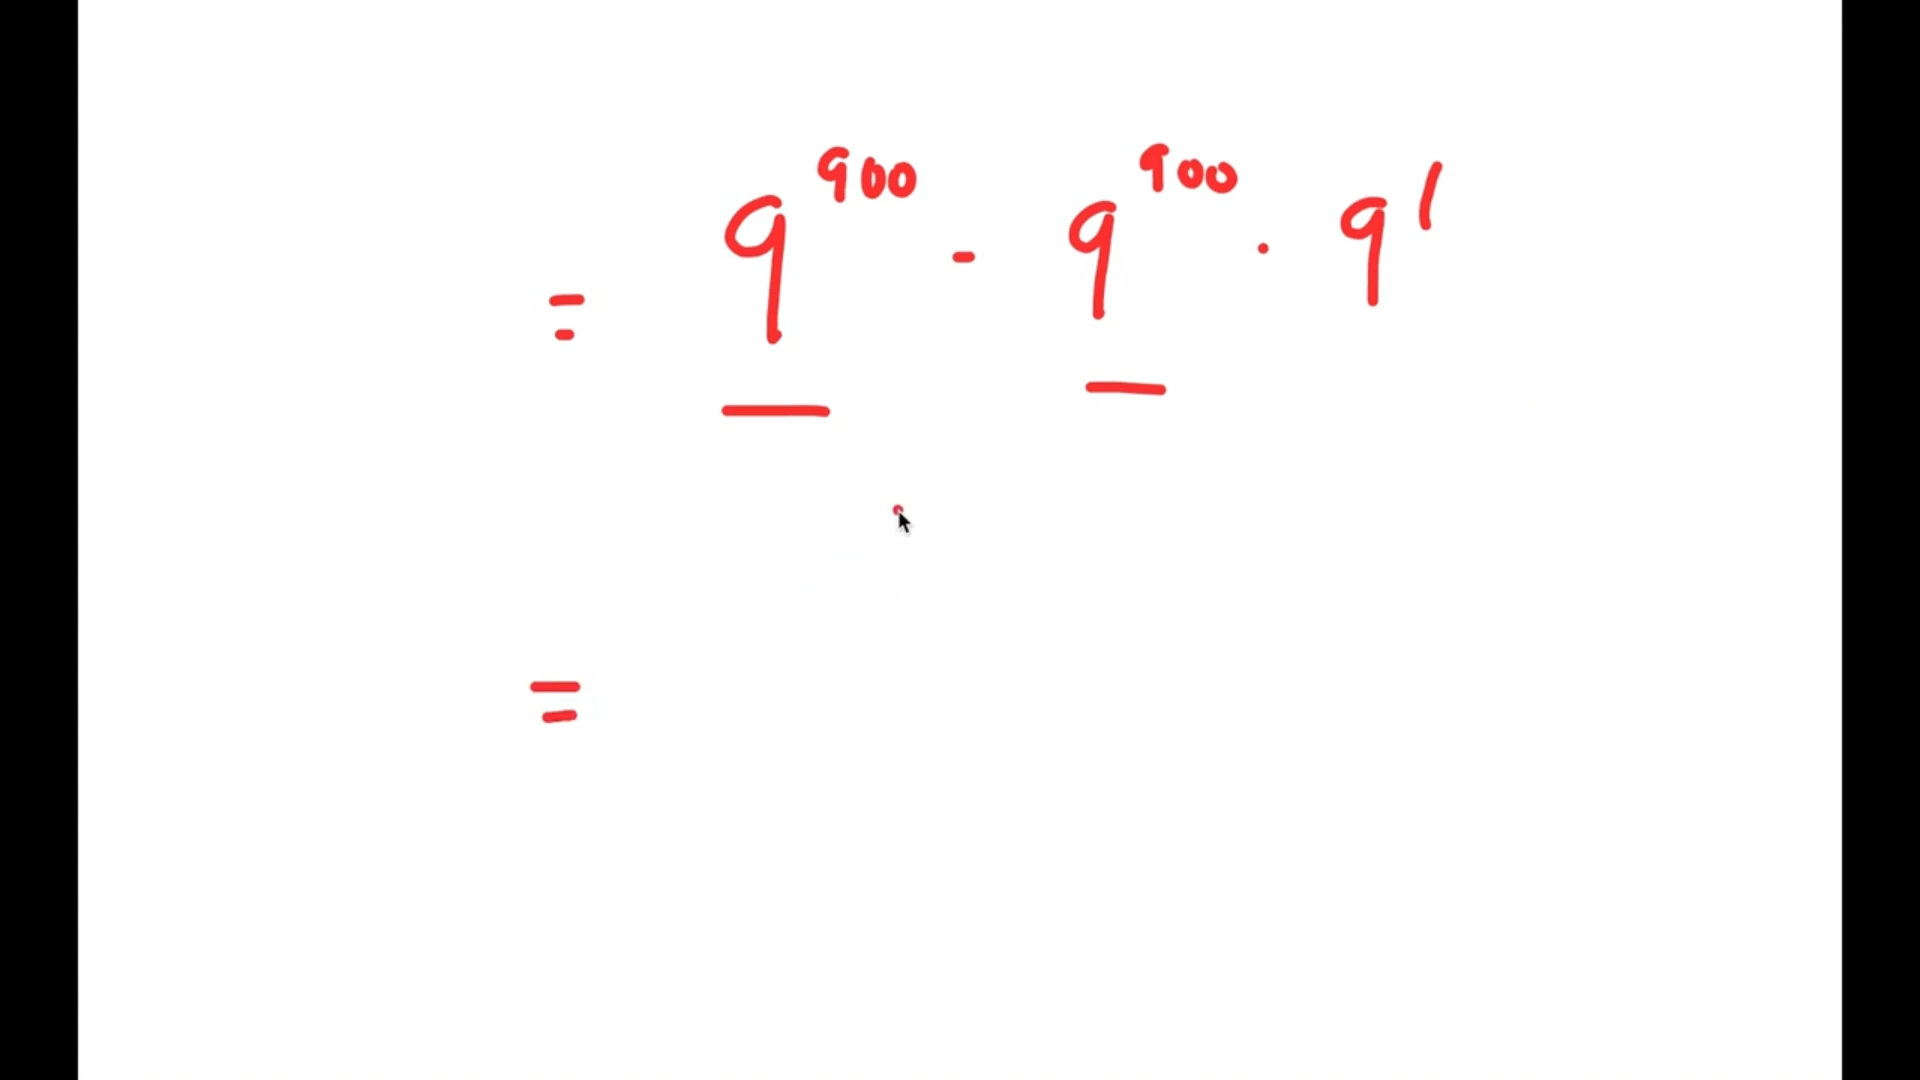 = 9^900 - 9^900 · 9^1
=